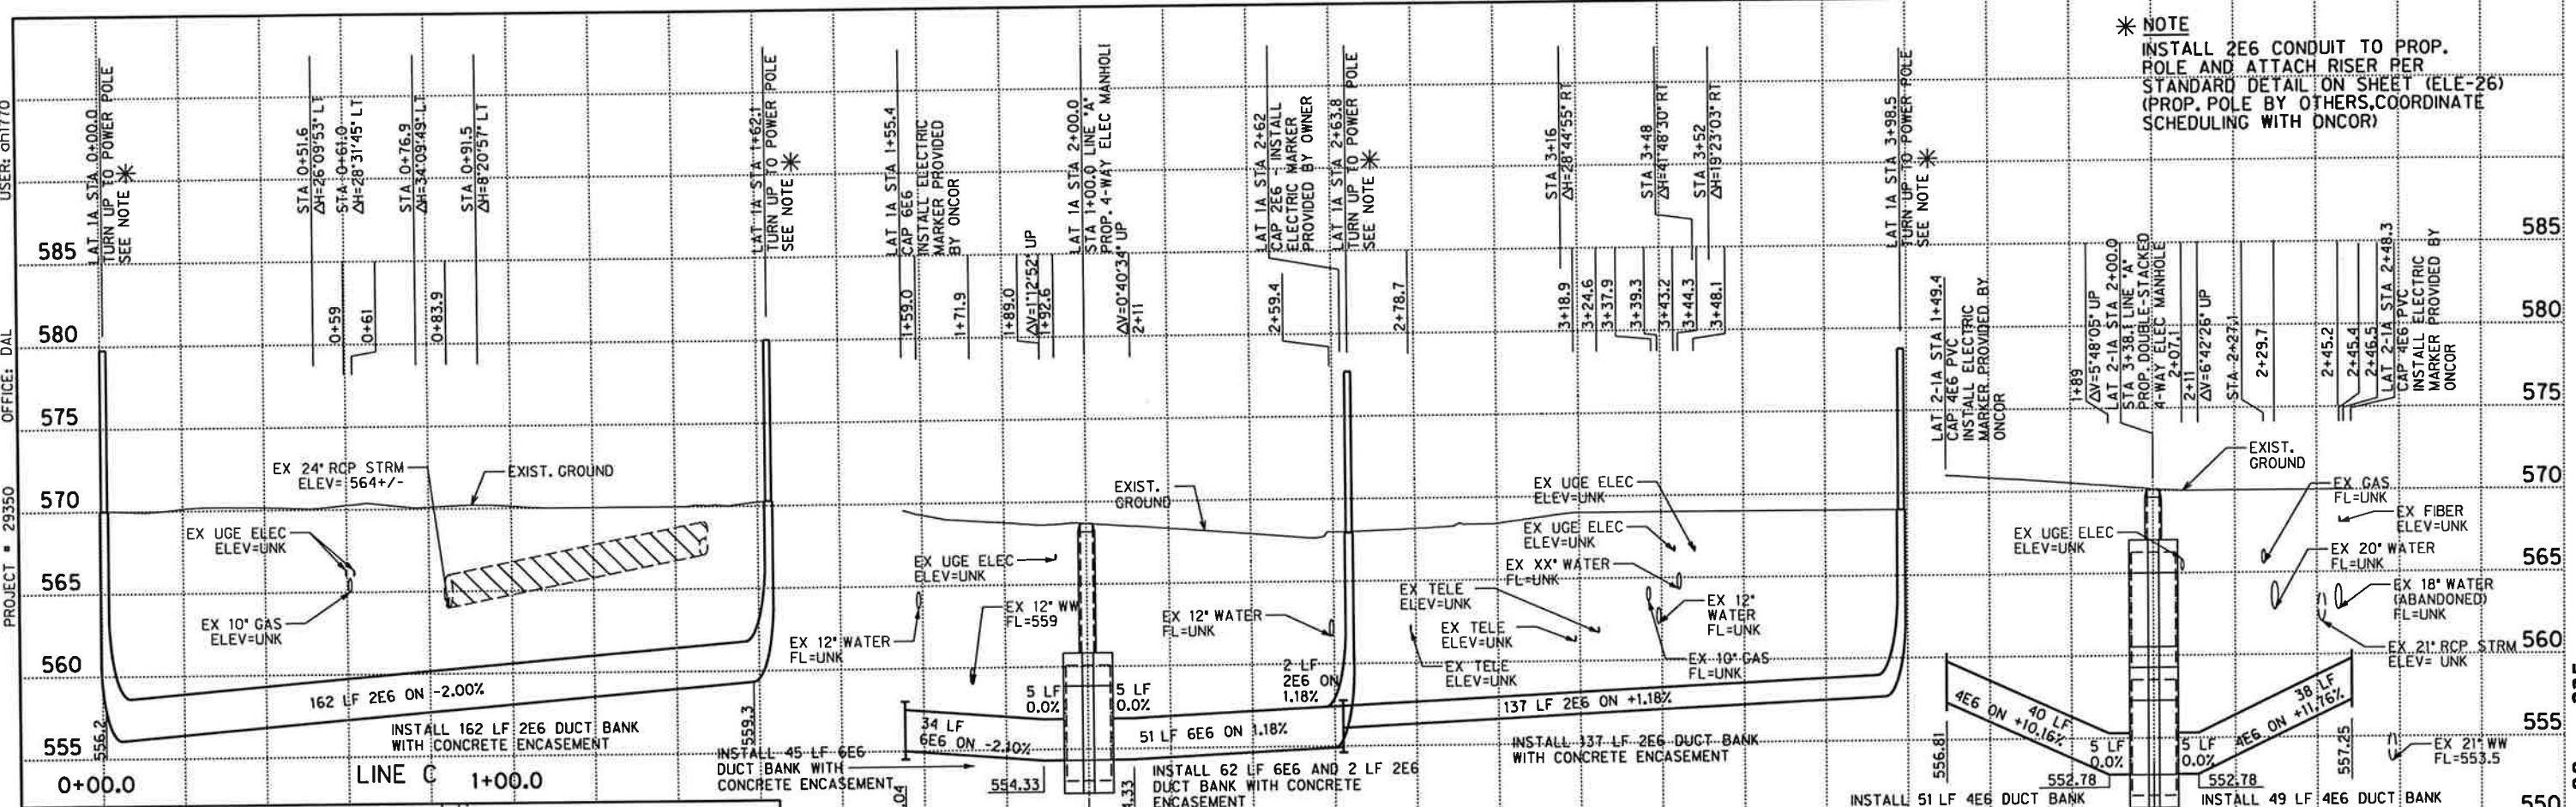 * NOTE
INSTALL 2E6 CONDUIT TO PROP.
POLE AND ATTACH RISER PER
STANDARD DETAIL ON SHEET (ELE-26)
(PROP. POLE BY OTHERS,COORDINATE
SCHEDULING WITH ONCOR)
PROJECT # 29350 OFFICE: DAL
LAT 1A STA 0+00.0
TURN UP TO POWER POLE
SEE NOTE *
STA 0+51.6
ΔH=26°09'53" LT
STA 0+61.0
ΔH=28°31'45" LT
STA 0+76.9
ΔH=34°09'49" LT
STA 0+91.5
ΔH=8°20'57" LT
0+59
0+61
0+83.9
LAT 1A STA 1+62.1
TURN UP TO POWER POLE
SEE NOTE *
LAT 1A STA 1+55.4
CAP 6E6
INSTALL ELECTRIC
MARKER PROVIDED
BY ONCOR
1+59.0
1+71.9
1+89.0
ΔV=1°12'52" UP
1+92.6
LAT 1A STA 2+00.0
STA 1+00.0 LINE "A"
PROP. 4-WAY ELEC MANHOL
ΔV=0°40'34" UP
2+11
LAT 1A STA 2+62
CAP 2E6 - INSTALL
ELECTRIC MARKER
PROVIDED BY OWNER
LAT 1A STA 2+63.8
TURN UP TO POWER POLE
SEE NOTE *
2+59.4
2+78.7
STA 3+16
ΔH=28°44'55" RT
STA 3+48
ΔH=41°48'30" RT
STA 3+52
ΔH=19°23'03" RT
3+18.9
3+24.6
3+37.9
3+39.3
3+43.2
3+44.3
3+48.1
LAT 1A STA 3+98.5
TURN UP TO POWER POLE
SEE NOTE *
LAT 2-1A STA 1+49.4
CAP 4E6 PVC
INSTALL ELECTRIC
MARKER PROVIDED BY
ONCOR
1+89
ΔV=5°48'05" UP
LAT 2-1A STA 2+00.0
STA 3+38.1 LINE "A"
PROP. DOUBLE-STACKED
4-WAY ELEC MANHOLE
2+07.1
2+11
ΔV=6°42'26" UP
STA 2+27.1
2+29.7
2+45.2
2+45.4
2+46.5
LAT 2-1A STA 2+48.3
CAP 4E6 PVC
INSTALL ELECTRIC
MARKER PROVIDED BY
ONCOR
585
580
575
570
565
560
555
585
580
575
570
565
560
555
550
EX 24" RCP STRM
ELEV= 564+/-
EXIST. GROUND
EX UGE ELEC
ELEV=UNK
EX 10" GAS
ELEV=UNK
162 LF 2E6 ON -2.00%
INSTALL 162 LF 2E6 DUCT BANK
WITH CONCRETE ENCASEMENT
556.2
559.3
0+00.0
LINE C
1+00.0
EXIST.
GROUND
EX UGE ELEC
ELEV=UNK
EX 12" WW
FL=559
EX 12" WATER
FL=UNK
EX 12" WATER
FL=UNK
5 LF
0.0%
5 LF
0.0%
34 LF
6E6 ON -2.10%
51 LF 6E6 ON 1.18%
2 LF
2E6 ON
1.18%
INSTALL 45 LF 6E6
DUCT BANK WITH
CONCRETE ENCASEMENT
554.33
INSTALL 62 LF 6E6 AND 2 LF 2E6
DUCT BANK WITH CONCRETE
ENCASEMENT
EX UGE ELEC
ELEV=UNK
EX UGE ELEC
ELEV=UNK
EX XX" WATER
FL=UNK
EX TELE
ELEV=UNK
EX TELE
ELEV=UNK
EX TELE
ELEV=UNK
EX 12"
WATER
FL=UNK
EX 10" GAS
FL=UNK
137 LF 2E6 ON +1.18%
INSTALL 137 LF 2E6 DUCT BANK
WITH CONCRETE ENCASEMENT
EXIST.
GROUND
EX UGE ELEC
ELEV=UNK
EX GAS
FL=UNK
EX FIBER
ELEV=UNK
EX 20" WATER
FL=UNK
EX 18" WATER
(ABANDONED)
FL=UNK
EX 21" RCP STRM
ELEV= UNK
EX 21" WW
FL=553.5
40 LF
4E6 ON +10.16%
5 LF
0.0%
5 LF
0.0%
38 LF
4E6 ON +11.76%
556.81
552.78
552.78
557.25
INSTALL 51 LF 4E6 DUCT BANK
INSTALL 49 LF 4E6 DUCT BANK